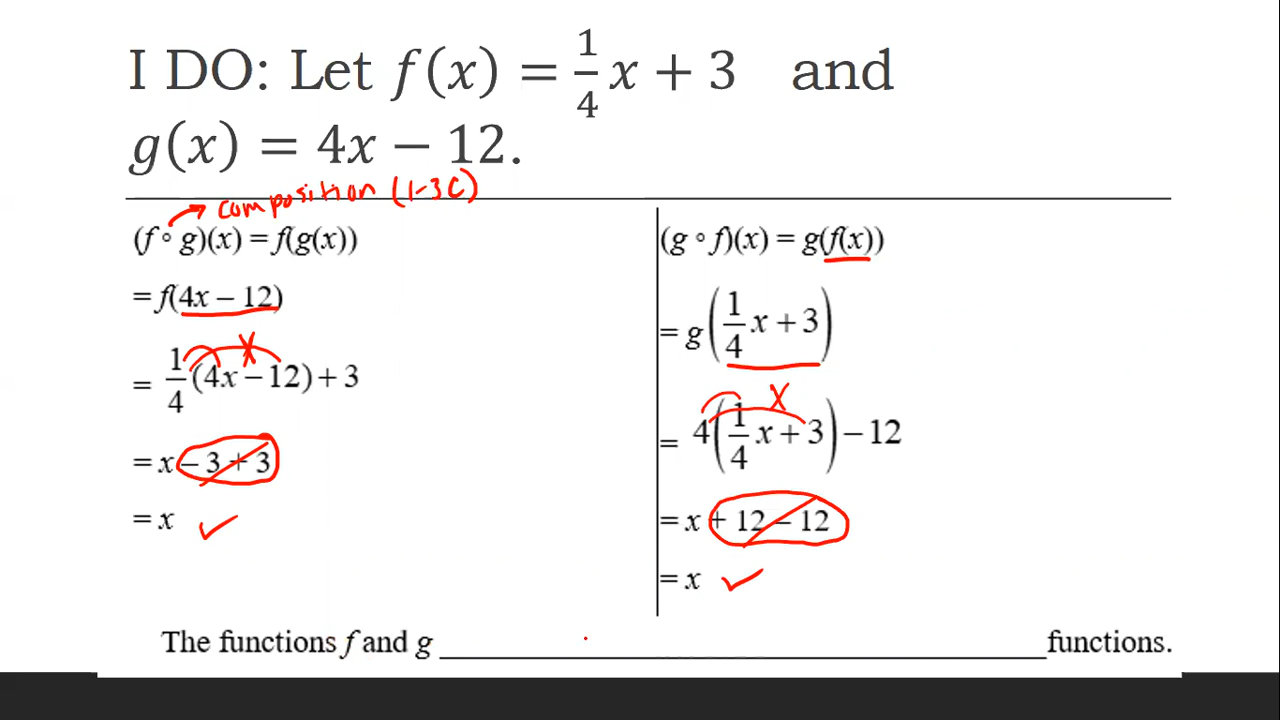 I DO: Let f(x) = 1/4 x + 3 and
g(x) = 4x − 12.
composition (1-3C)
(f ∘ g)(x) = f(g(x))
= f(4x – 12)
= 1/4 (4x – 12) + 3
= x – 3 + 3
= x
(g ∘ f)(x) = g(f(x))
= g(1/4 x + 3)
= 4(1/4 x + 3) – 12
= x + 12 – 12
= x
The functions f and g ____________ functions.